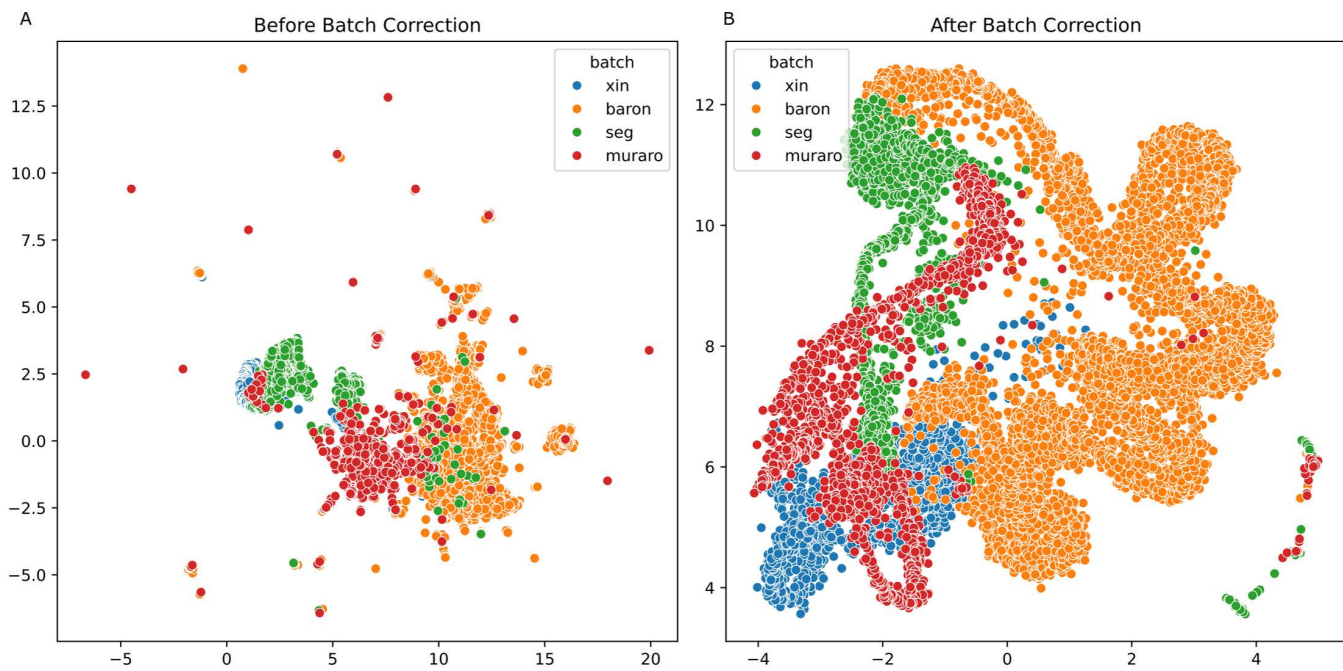 A
Before Batch Correction
batch
xin
baron
seg
muraro
12.5
10.0
7.5
5.0
2.5
0.0
−2.5
−5.0
−5
0
5
10
15
20
B
After Batch Correction
batch
xin
baron
seg
muraro
12
10
8
6
4
−4
−2
0
2
4